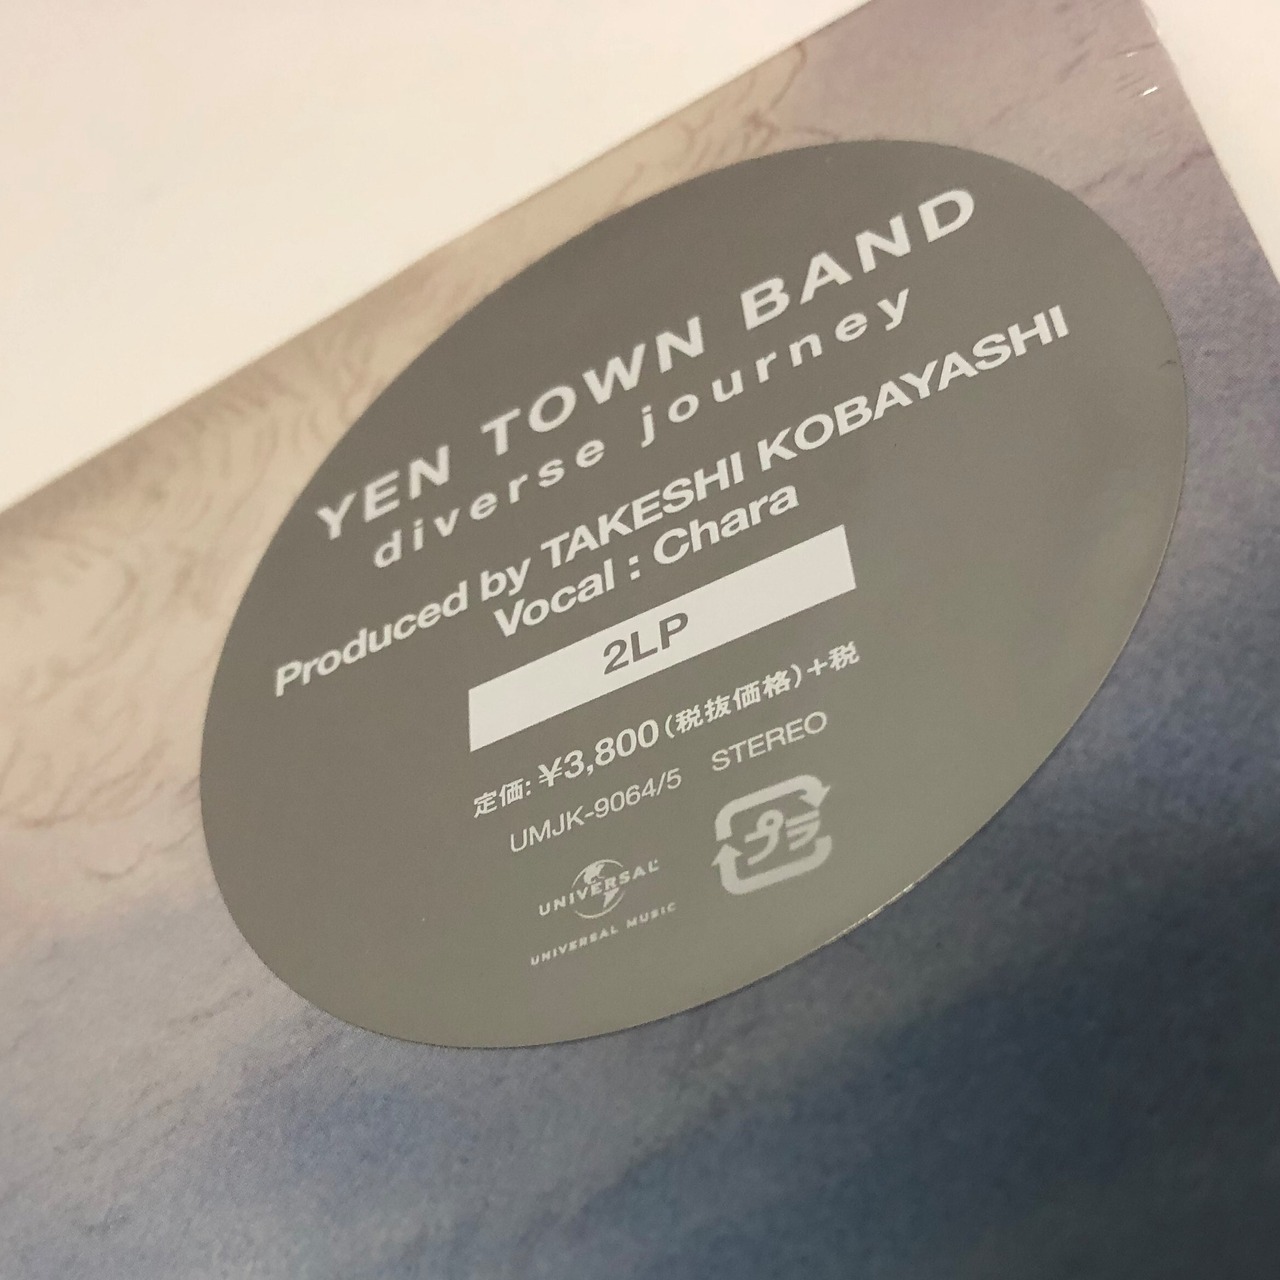 YEN TOWN BAND
diverse journey
Produced by TAKESHI KOBAYASHI
Vocal : Chara
2LP
定価: ¥3,800 (税抜価格)+税
UMJK-9064/5 STEREO
プラ
UNIVERSAL
UNIVERSAL MUSIC